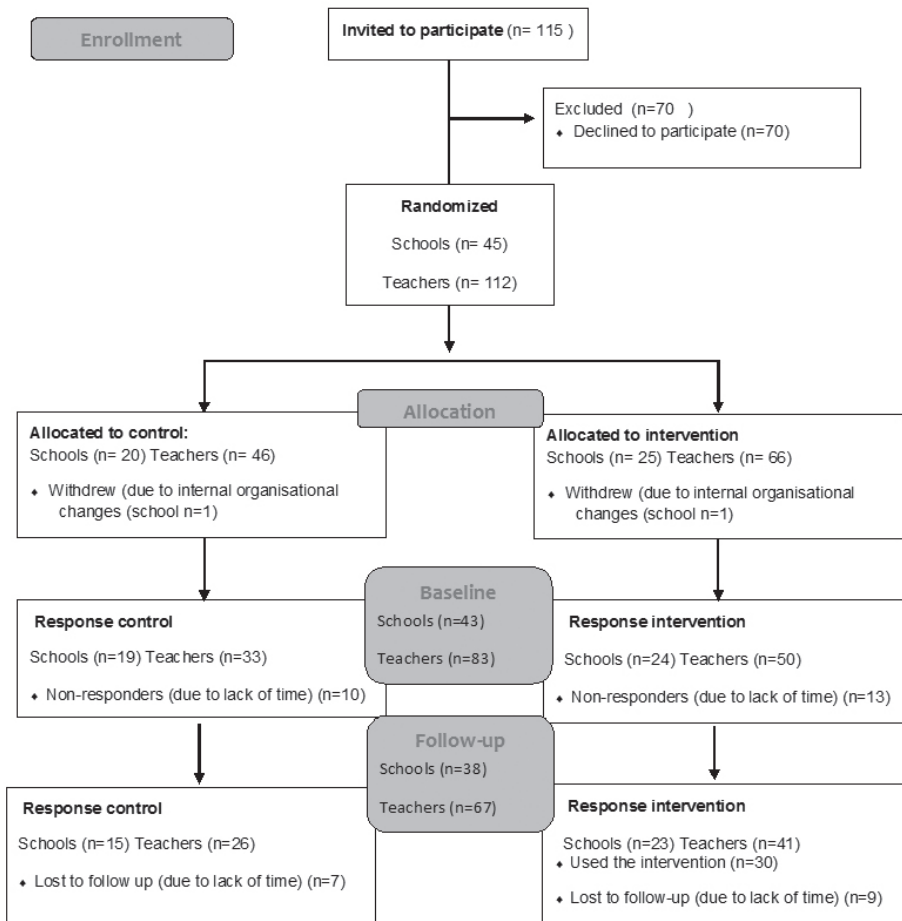 Enrollment
Invited to participate (n= 115 )
Excluded (n=70 )
⬧ Declined to participate (n=70)
Randomized
Schools (n= 45)
Teachers (n= 112)
Allocation
Allocated to control:
Schools (n= 20) Teachers (n= 46)
⬧ Withdrew (due to internal organisational
changes (school n=1)
Allocated to intervention
Schools (n= 25) Teachers (n= 66)
⬧ Withdrew (due to internal organisational
changes (school n=1)
Baseline
Schools (n=43)
Teachers (n=83)
Response control
Schools (n=19) Teachers (n=33)
⬧ Non-responders (due to lack of time) (n=10)
Response intervention
Schools (n=24) Teachers (n=50)
⬧ Non-responders (due to lack of time) (n=13)
Follow-up
Schools (n=38)
Teachers (n=67)
Response control
Schools (n=15) Teachers (n=26)
⬧ Lost to follow up (due to lack of time) (n=7)
Response intervention
Schools (n=23) Teachers (n=41)
⬧ Used the intervention (n=30)
⬧ Lost to follow-up (due to lack of time) (n=9)